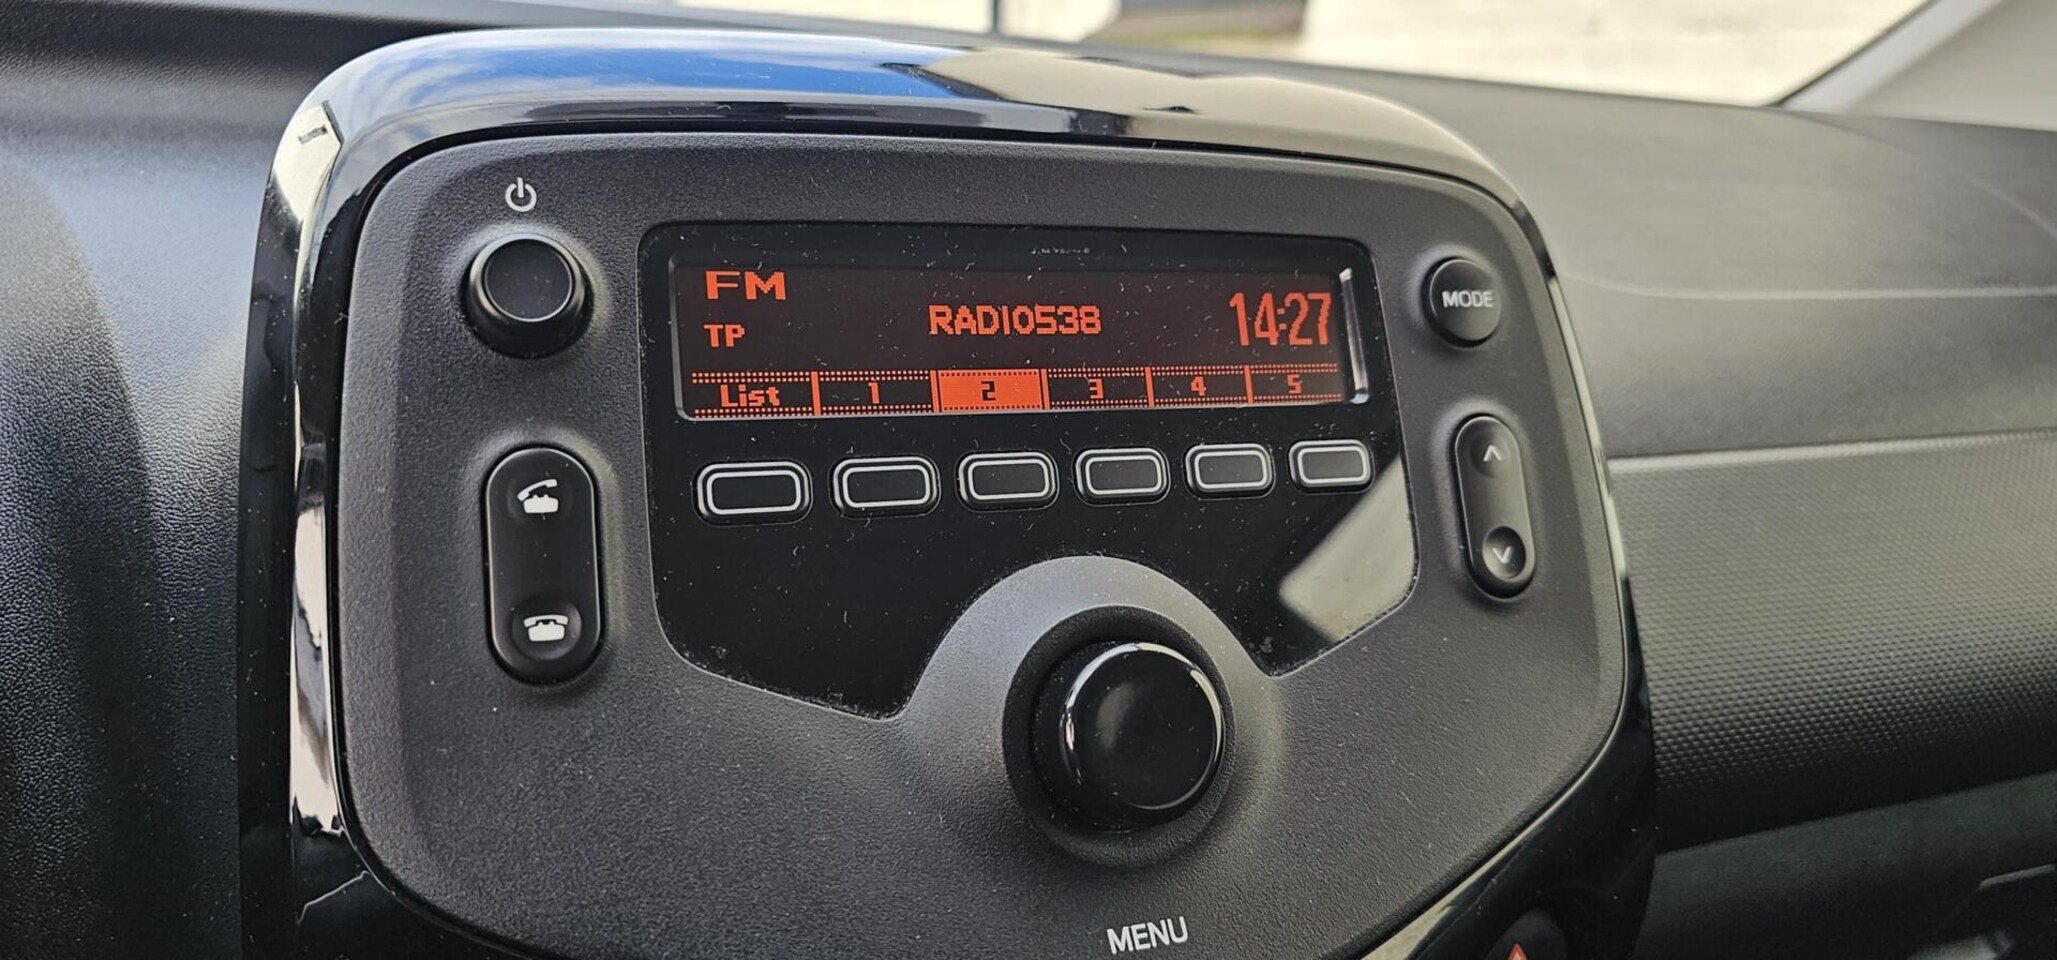 FM
TP
RADIO538
14:27
List 1 2 3 4 5
MODE
MENU